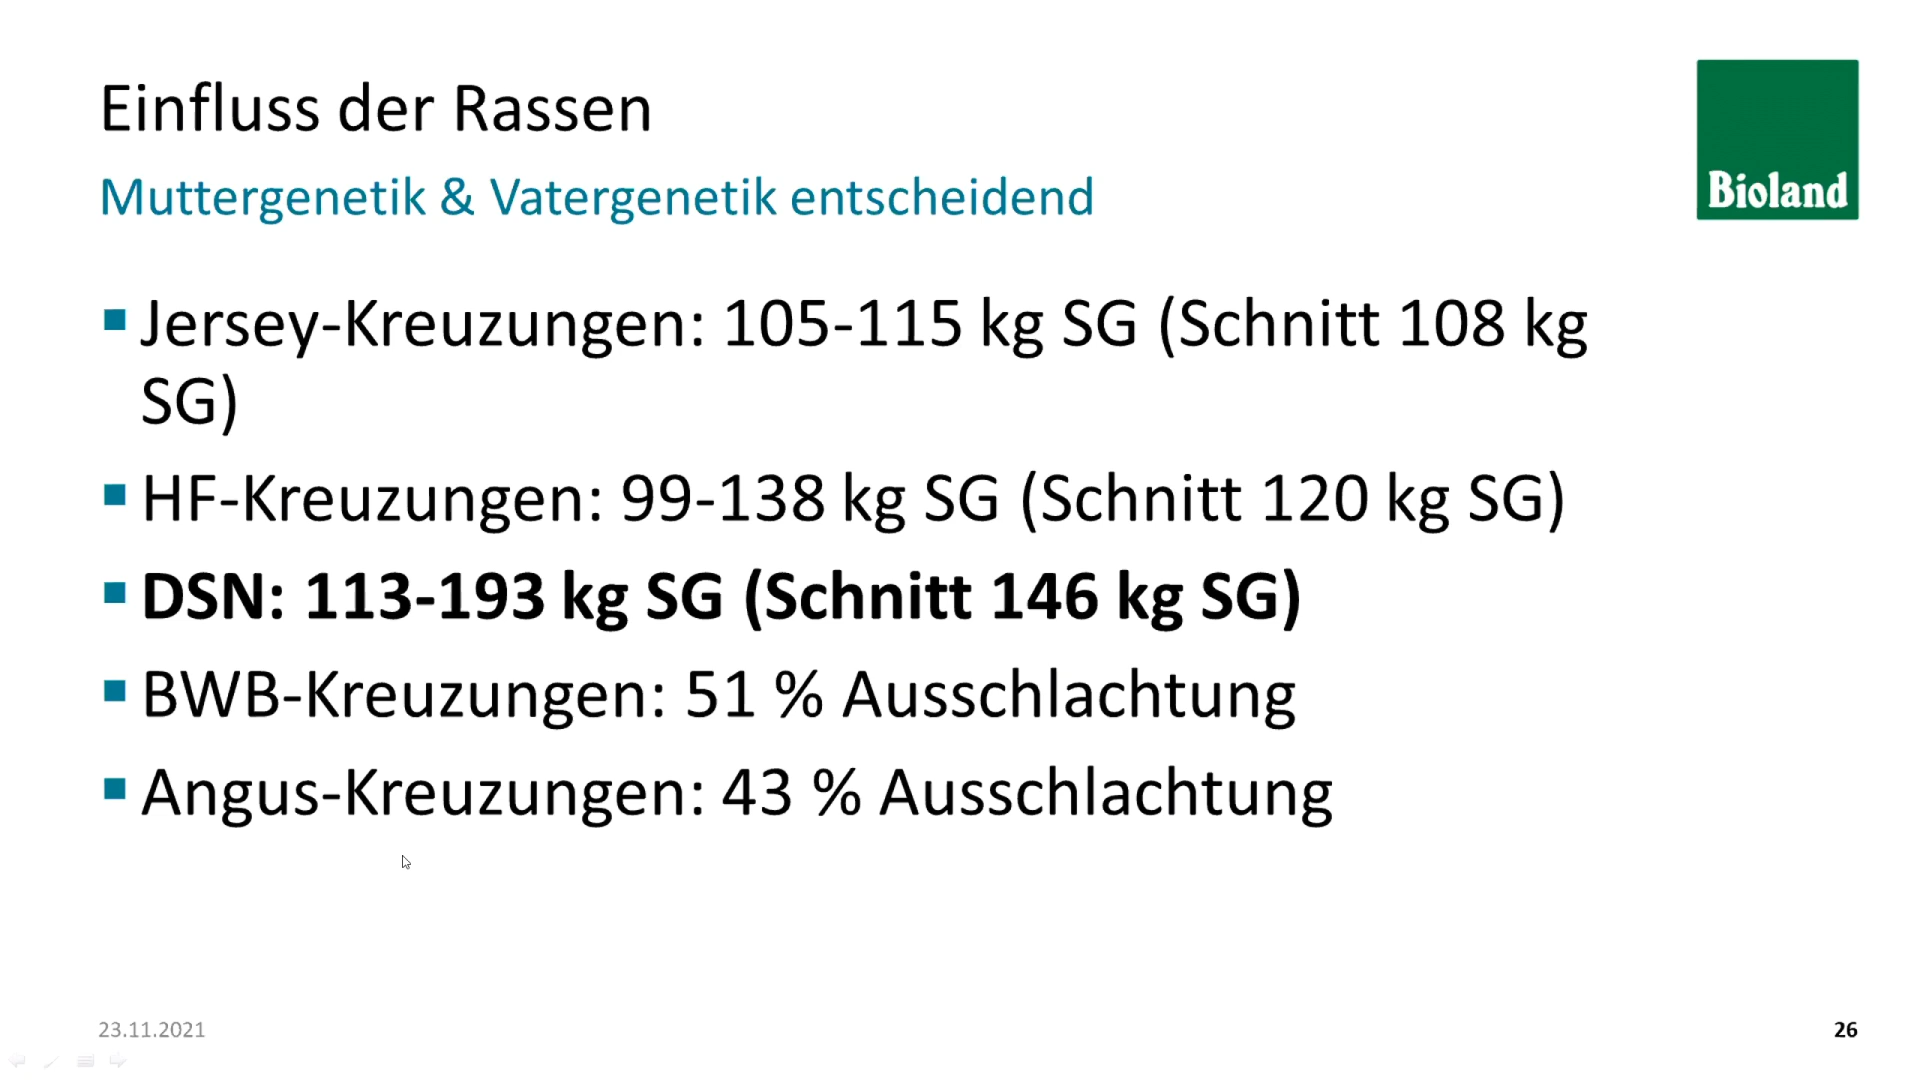 Einfluss der Rassen
Muttergenetik & Vatergenetik entscheidend
Bioland
▪ Jersey-Kreuzungen: 105-115 kg SG (Schnitt 108 kg
SG)
▪ HF-Kreuzungen: 99-138 kg SG (Schnitt 120 kg SG)
▪ DSN: 113-193 kg SG (Schnitt 146 kg SG)
▪ BWB-Kreuzungen: 51 % Ausschlachtung
▪ Angus-Kreuzungen: 43 % Ausschlachtung
23.11.2021
26